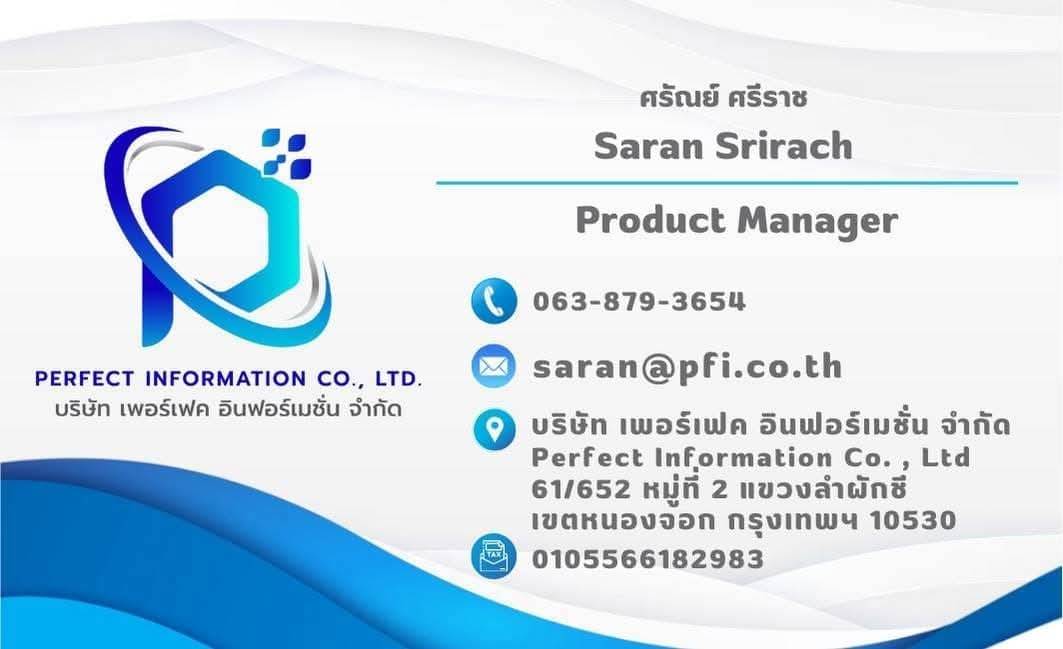 ศรัณย์ ศรีราช
Saran Srirach
Product Manager
063-879-3654
saran@pfi.co.th
PERFECT INFORMATION CO., LTD.
บริษัท เพอร์เฟค อินฟอร์เมชั่น จำกัด
บริษัท เพอร์เฟค อินฟอร์เมชั่น จำกัด
Perfect Information Co. , Ltd
61/652 หมู่ที่ 2 แขวงลำผักชี
เขตหนองจอก กรุงเทพฯ 10530
TAX
0105566182983